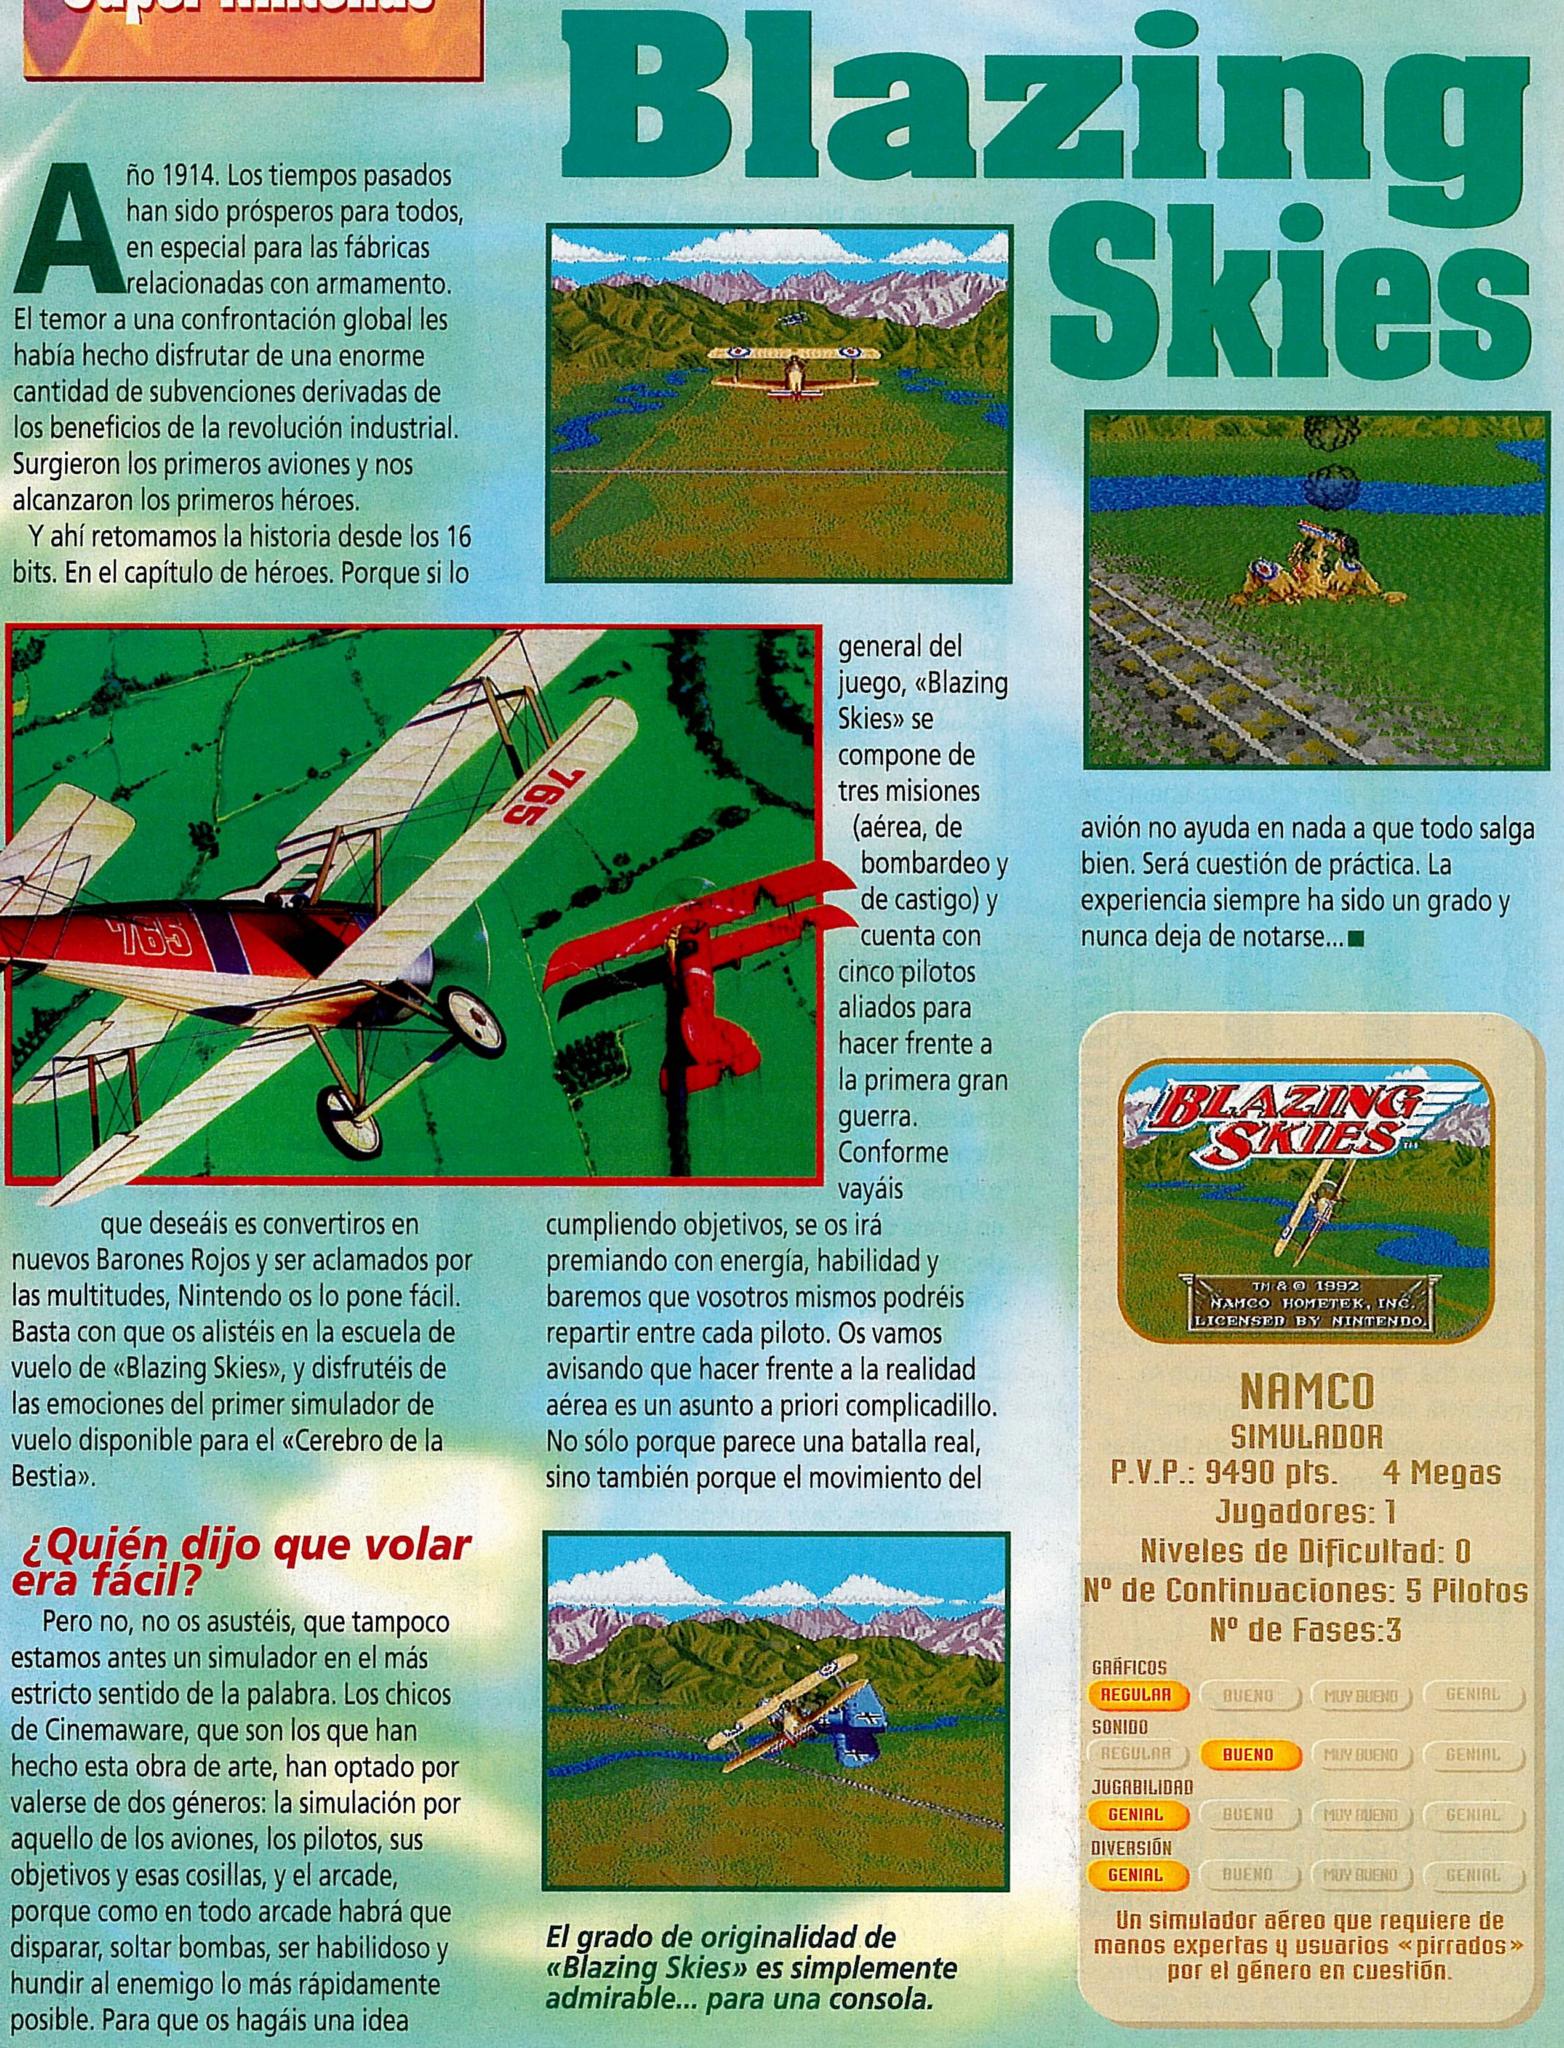 Super Nintendo
Blazing
Skies
Año 1914. Los tiempos pasados
han sido prósperos para todos,
en especial para las fábricas
relacionadas con armamento.
El temor a una confrontación global les
había hecho disfrutar de una enorme
cantidad de subvenciones derivadas de
los beneficios de la revolución industrial.
Surgieron los primeros aviones y nos
alcanzaron los primeros héroes.
Y ahí retomamos la historia desde los 16
bits. En el capítulo de héroes. Porque si lo
765
765
que deseáis es convertiros en
nuevos Barones Rojos y ser aclamados por
las multitudes, Nintendo os lo pone fácil.
Basta con que os alistéis en la escuela de
vuelo de «Blazing Skies», y disfrutéis de
las emociones del primer simulador de
vuelo disponible para el «Cerebro de la
Bestia».
¿Quién dijo que volar
era fácil?
Pero no, no os asustéis, que tampoco
estamos antes un simulador en el más
estricto sentido de la palabra. Los chicos
de Cinemaware, que son los que han
hecho esta obra de arte, han optado por
valerse de dos géneros: la simulación por
aquello de los aviones, los pilotos, sus
objetivos y esas cosillas, y el arcade,
porque como en todo arcade habrá que
disparar, soltar bombas, ser habilidoso y
hundir al enemigo lo más rápidamente
posible. Para que os hagáis una idea
general del
juego, «Blazing
Skies» se
compone de
tres misiones
(aérea, de
bombardeo y
de castigo) y
cuenta con
cinco pilotos
aliados para
hacer frente a
la primera gran
guerra.
Conforme
vayáis
cumpliendo objetivos, se os irá
premiando con energía, habilidad y
baremos que vosotros mismos podréis
repartir entre cada piloto. Os vamos
avisando que hacer frente a la realidad
aérea es un asunto a priori complicadillo.
No sólo porque parece una batalla real,
sino también porque el movimiento del
El grado de originalidad de
«Blazing Skies» es simplemente
admirable... para una consola.
avión no ayuda en nada a que todo salga
bien. Será cuestión de práctica. La
experiencia siempre ha sido un grado y
nunca deja de notarse...
BLAZING
SKIES TM
TM & © 1992
NAMCO HOMETEK, INC.
LICENSED BY NINTENDO.
NAMCO
SIMULADOR
P.V.P.: 9490 pts. 4 Megas
Jugadores: 1
Niveles de Dificultad: 0
Nº de Continuaciones: 5 Pilotos
Nº de Fases:3
GRÁFICOS
REGULAR BUENO MUY BUENO GENIAL
SONIDO
REGULAR BUENO MUY BUENO GENIAL
JUGABILIDAD
GENIAL BUENO MUY BUENO GENIAL
DIVERSIÓN
GENIAL BUENO MUY BUENO GENIAL
Un simulador aéreo que requiere de
manos expertas y usuarios «pirrados»
por el género en cuestión.